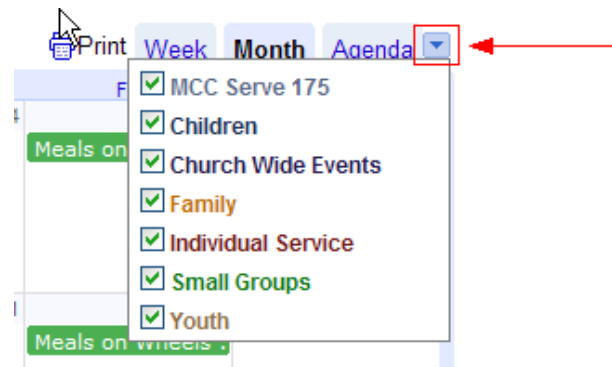 Print Week Month Agenda
F
MCC Serve 175
4
Children
Meals on
Church Wide Events
Family
Individual Service
Small Groups
Youth
Meals on Wheels .